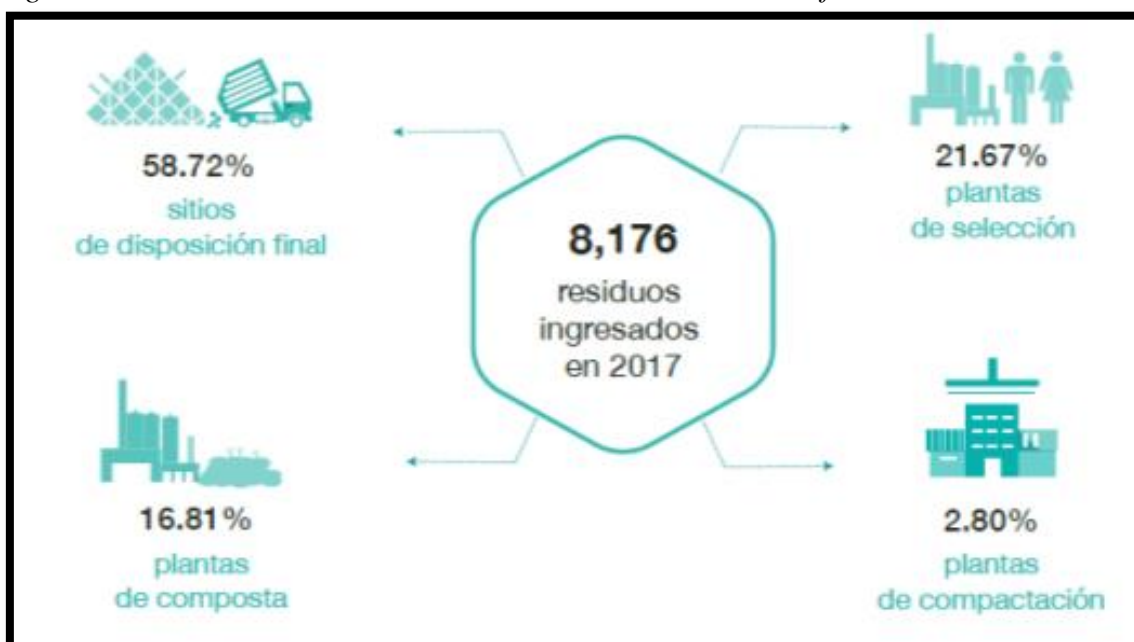 58.72%
sitios
de disposición final
21.67%
plantas
de selección
8,176
residuos
ingresados
en 2017
16.81%
plantas
de composta
2.80%
plantas
de compactación